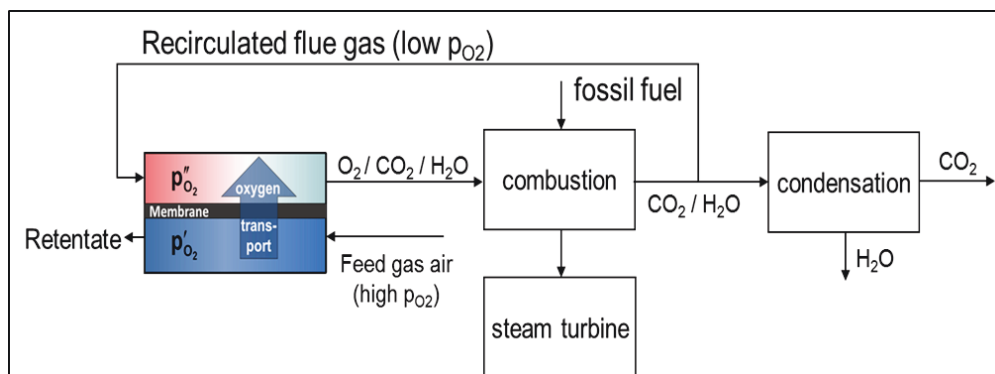 Recirculated flue gas (low pO2)
fossil fuel
p″O2
oxygen
O2 / CO2 / H2O
combustion
CO2 / H2O
condensation
CO2
Membrane
Retentate
p′O2
trans-
port
Feed gas air
(high pO2)
H2O
steam turbine